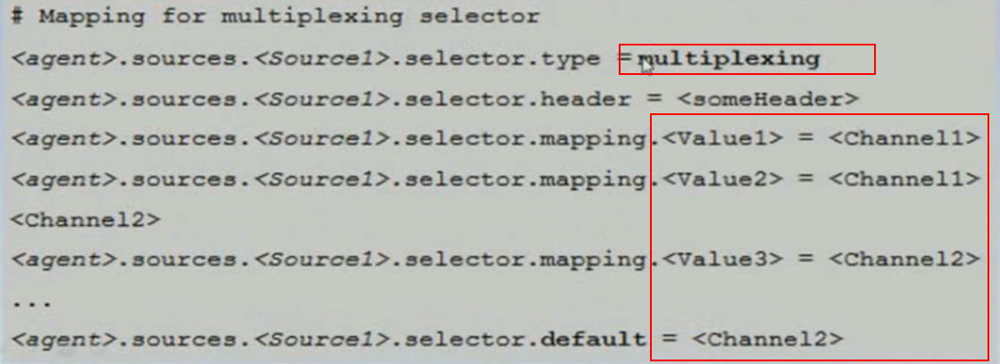 # Mapping for multiplexing selector
<agent>.sources.<Source1>.selector.type = multiplexing
<agent>.sources.<Source1>.selector.header = <someHeader>
<agent>.sources.<Source1>.selector.mapping.<Value1> = <Channel1>
<agent>.sources.<Source1>.selector.mapping.<Value2> = <Channel1>
<Channel2>
<agent>.sources.<Source1>.selector.mapping.<Value3> = <Channel2>
...
<agent>.sources.<Source1>.selector.default = <Channel2>